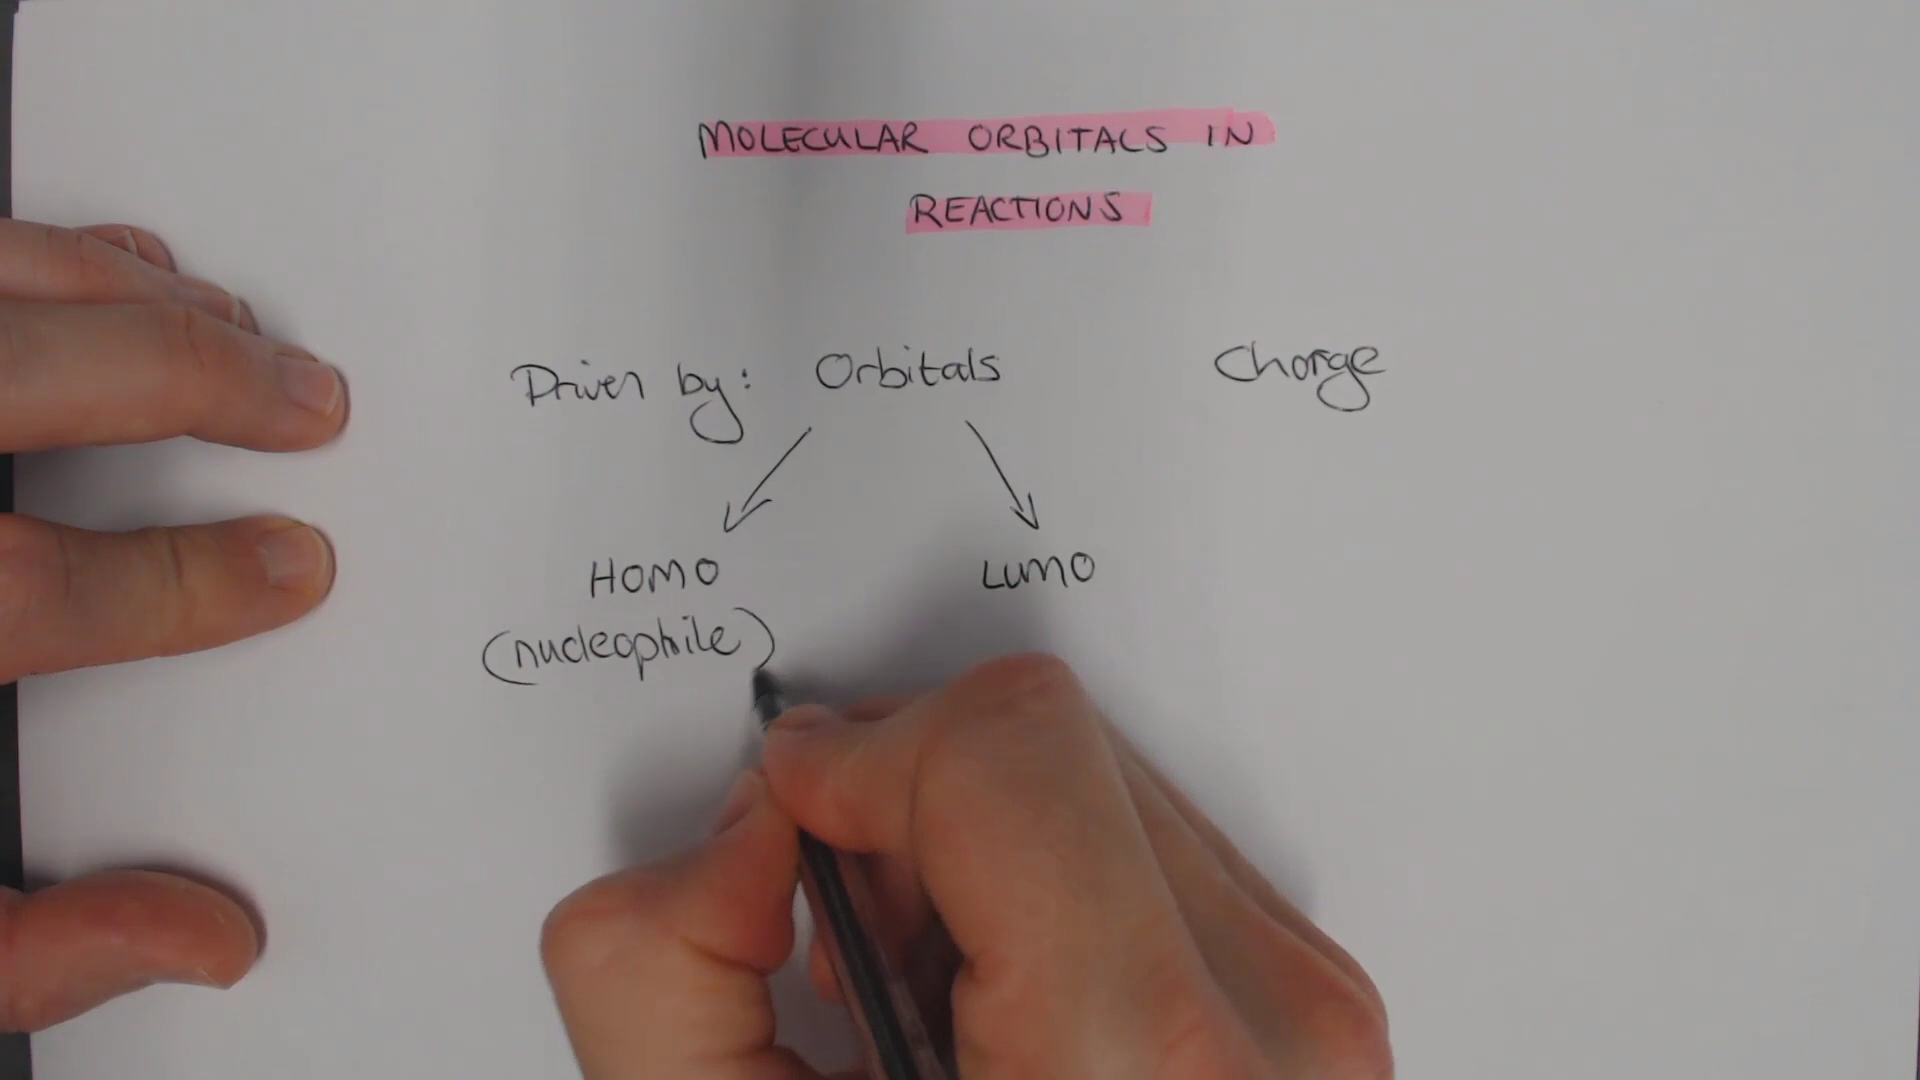 MOLECULAR ORBITALS IN
REACTIONS
Driven by: Orbitals Charge
HOMO LUMO
(nucleophile)